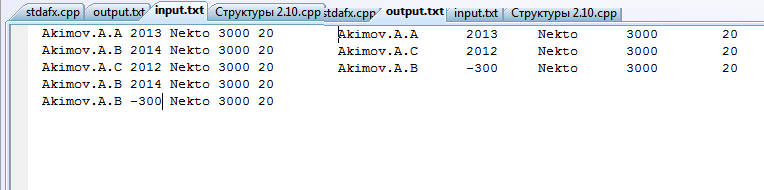 stdafx.cpp output.txt input.txt Структуры 2.10.cpp
Akimov.A.A 2013 Nekto 3000 20
Akimov.A.B 2014 Nekto 3000 20
Akimov.A.C 2012 Nekto 3000 20
Akimov.A.B 2014 Nekto 3000 20
Akimov.A.B -300 Nekto 3000 20
stdafx.cpp output.txt input.txt Структуры 2.10.cpp
Akimov.A.A 2013 Nekto 3000 20
Akimov.A.C 2012 Nekto 3000 20
Akimov.A.B -300 Nekto 3000 20